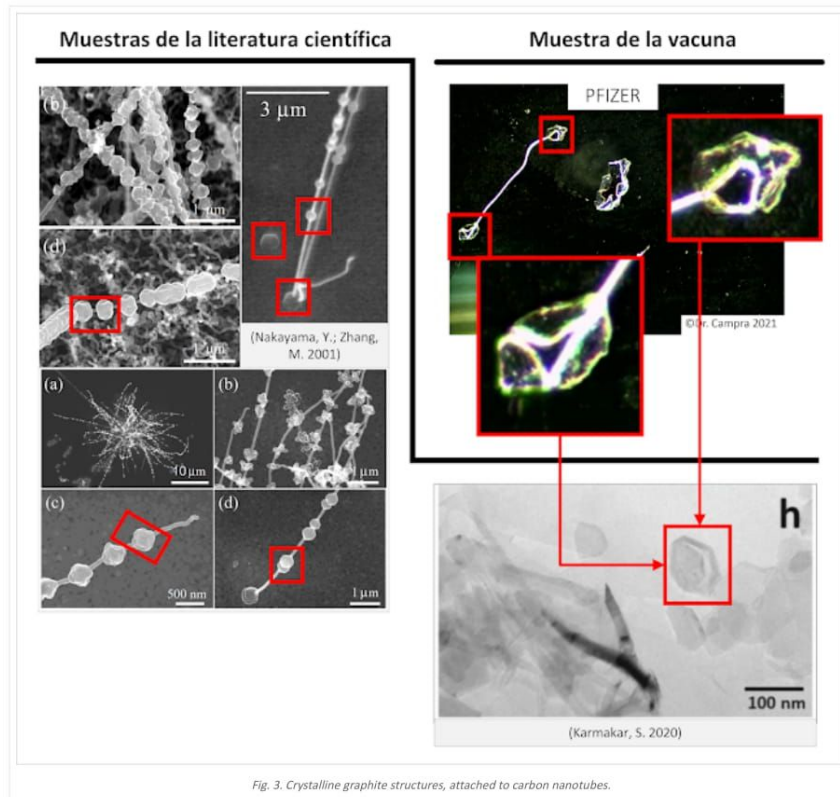 Muestras de la literatura científica
Muestra de la vacuna
(b)
1 µm
(d)
1 µm
3 µm
(Nakayama, Y.; Zhang,
M. 2001)
(a)
10 µm
(b)
1 µm
(c)
500 nm
(d)
1 µm
PFIZER
©Dr. Campra 2021
h
100 nm
(Karmakar, S. 2020)
Fig. 3. Crystalline graphite structures, attached to carbon nanotubes.